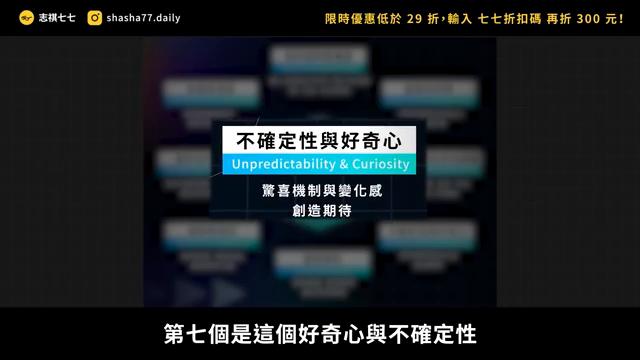 志祺七七
shasha77.daily
限時優惠低於 29 折，輸入 七七折扣碼 再折 300 元！
不確定性與好奇心
Unpredictability & Curiosity
驚喜機制與變化感
創造期待
第七個是這個好奇心與不確定性